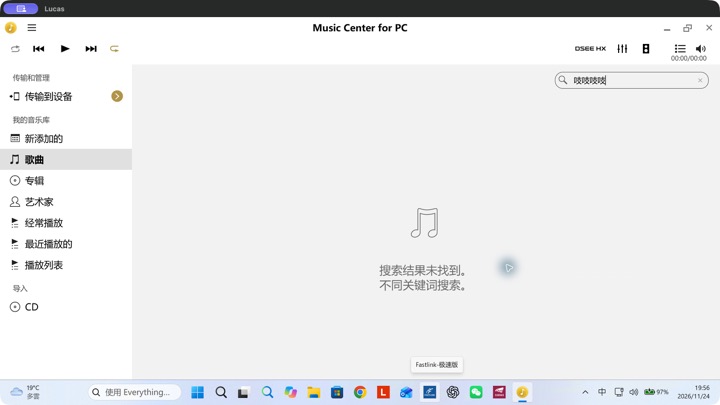 Lucas
Music Center for PC
DSEE HX
00:00/00:00
传输和管理
传输到设备
我的音乐库
新添加的
歌曲
专辑
艺术家
经常播放
最近播放的
播放列表
导入
CD
吱吱吱吱
搜索结果未找到。
不同关键词搜索。
Fastlink-极速版
19°C
多云
使用 Everything...
中
97%
19:56
2026/11/24